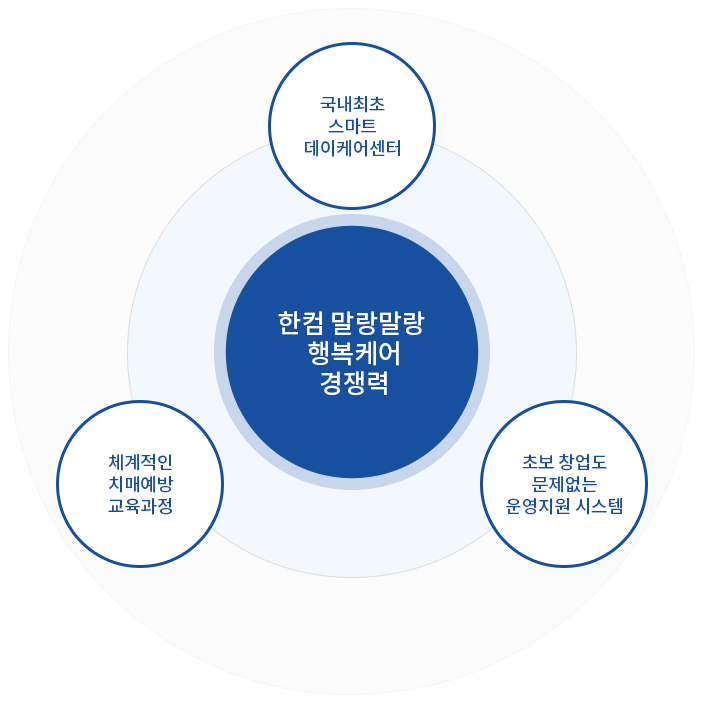 국내최초
스마트
데이케어센터
한컴 말랑말랑
행복케어
경쟁력
체계적인
치매예방
교육과정
초보 창업도
문제없는
운영지원 시스템